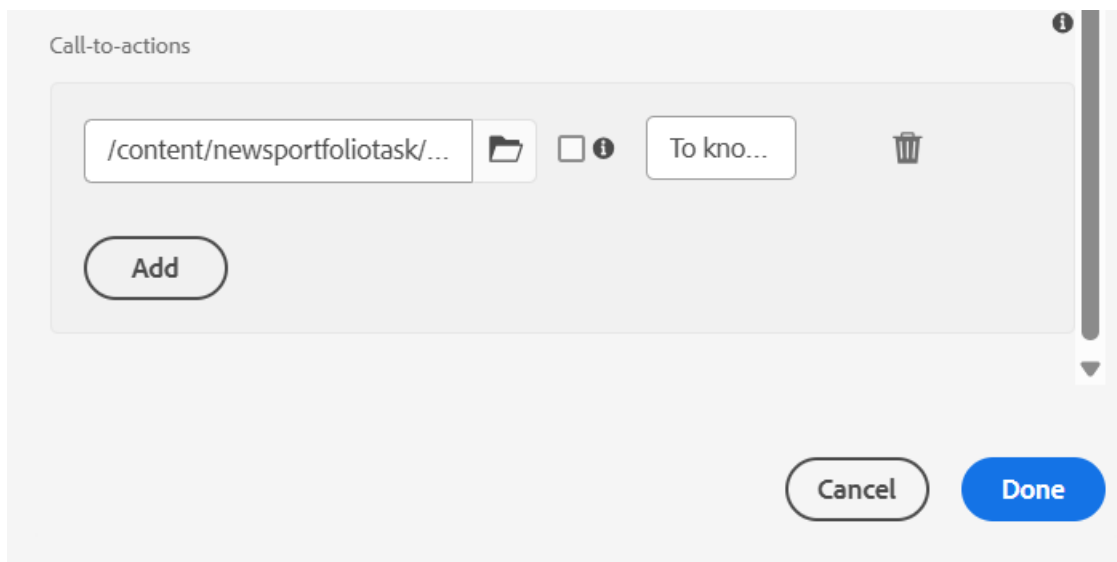 Call-to-actions
/content/newsportfoliotask/... To kno...
Add
Cancel Done